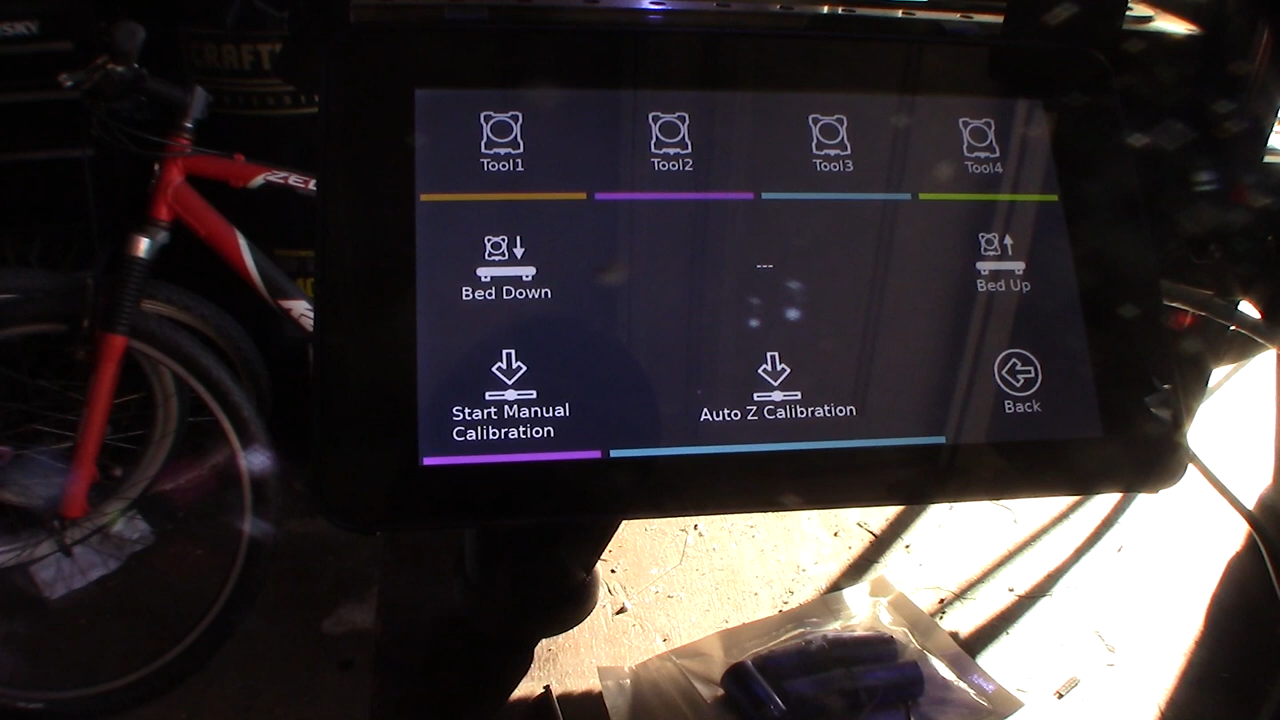 Tool1
Tool2
Tool3
Tool4
Bed Down
---
Bed Up
Start Manual
Calibration
Auto Z Calibration
Back